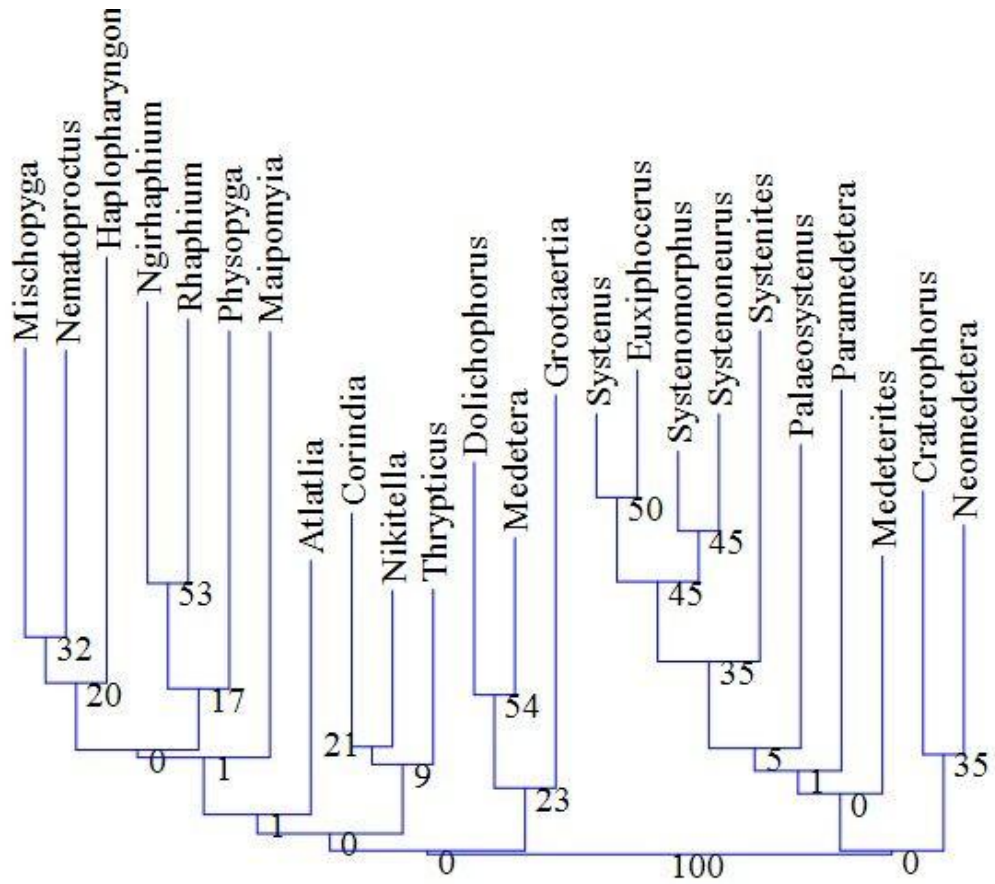 Mischopyga
Nematoproctus
Haplopharyngon
Ngirhaphium
Rhaphium
Physopyga
Maipomyia
Atlatlia
Corindia
Nikitella
Thrypticus
Dolichophorus
Medetera
Grootaertia
Systenus
Euxiphocerus
Systenomorphus
Systenoneurus
Systenites
Palaeosystenus
Paramedetera
Medeterites
Craterophorus
Neomedetera
50
45
53
45
32
35
20
17
54
21
5
35
9
0
1
1
23
0
1
0
0
100
0